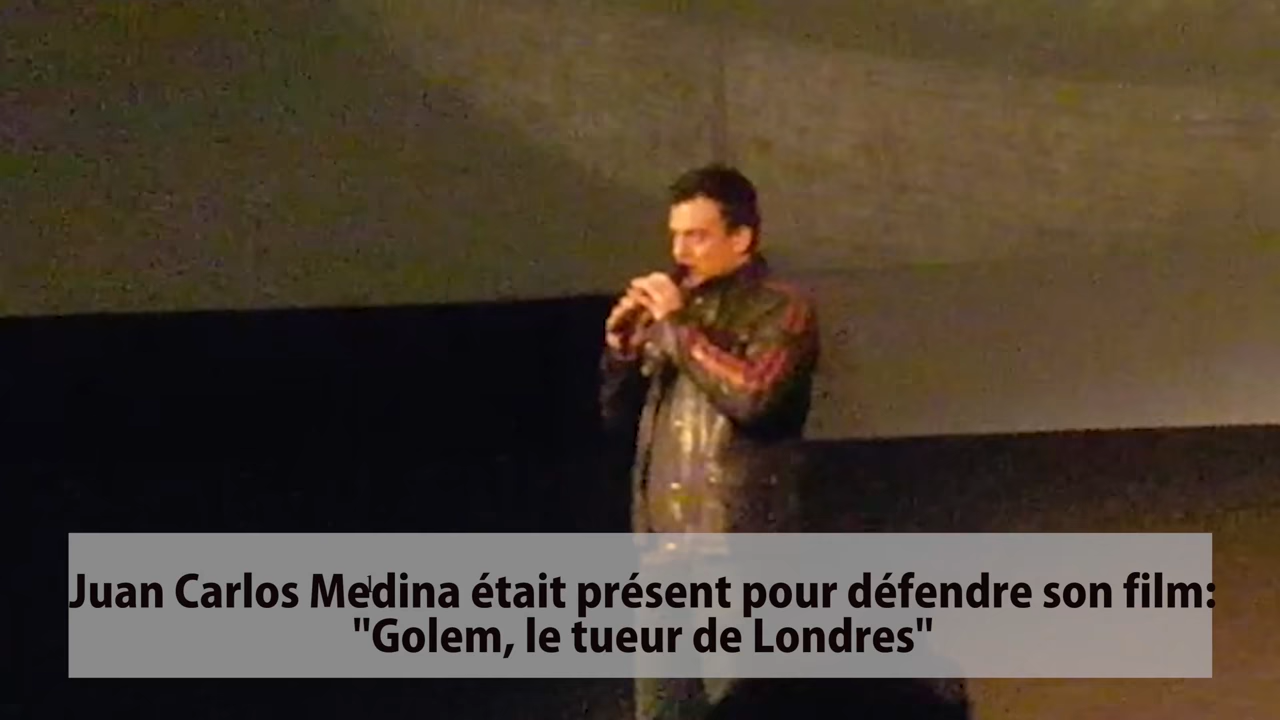 Juan Carlos Medina était présent pour défendre son film:
"Golem, le tueur de Londres"